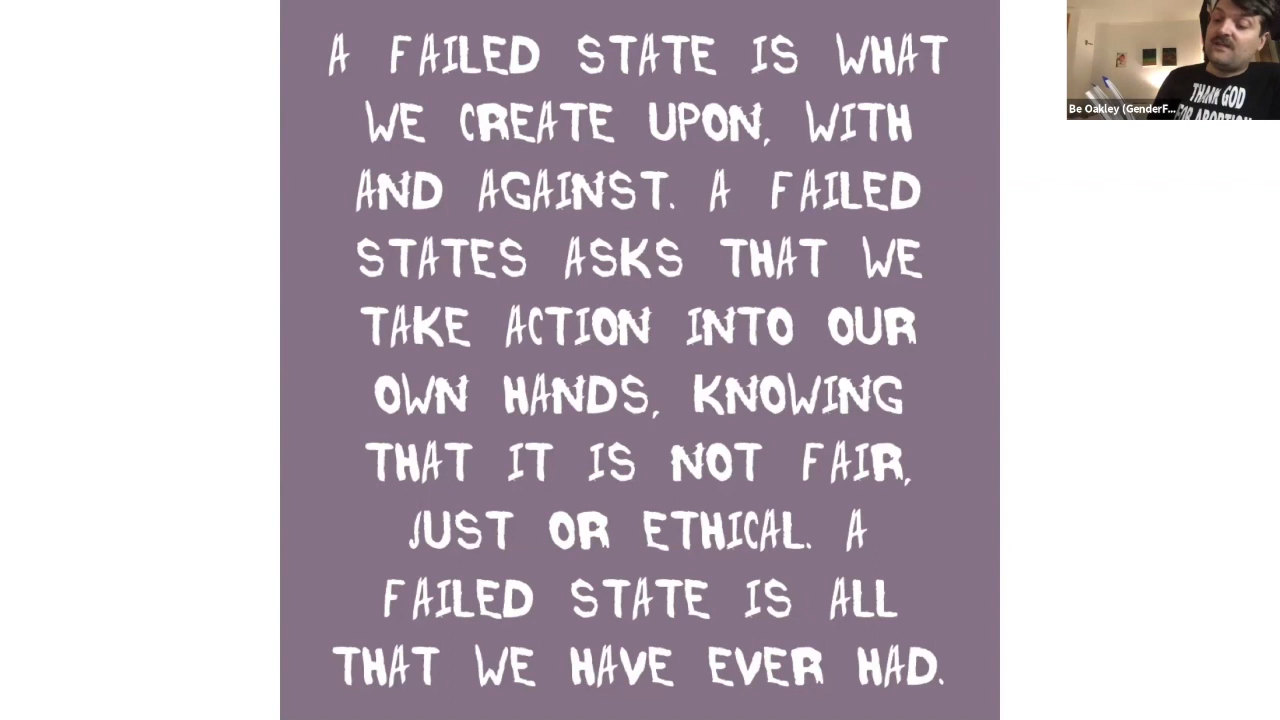 A FAILED STATE IS WHAT
WE CREATE UPON, WITH
AND AGAINST. A FAILED
STATES ASKS THAT WE
TAKE ACTION INTO OUR
OWN HANDS, KNOWING
THAT IT IS NOT FAIR,
JUST OR ETHICAL. A
FAILED STATE IS ALL
THAT WE HAVE EVER HAD.
THANK GOD
FOR ABORTION
Be Oakley (GenderF...